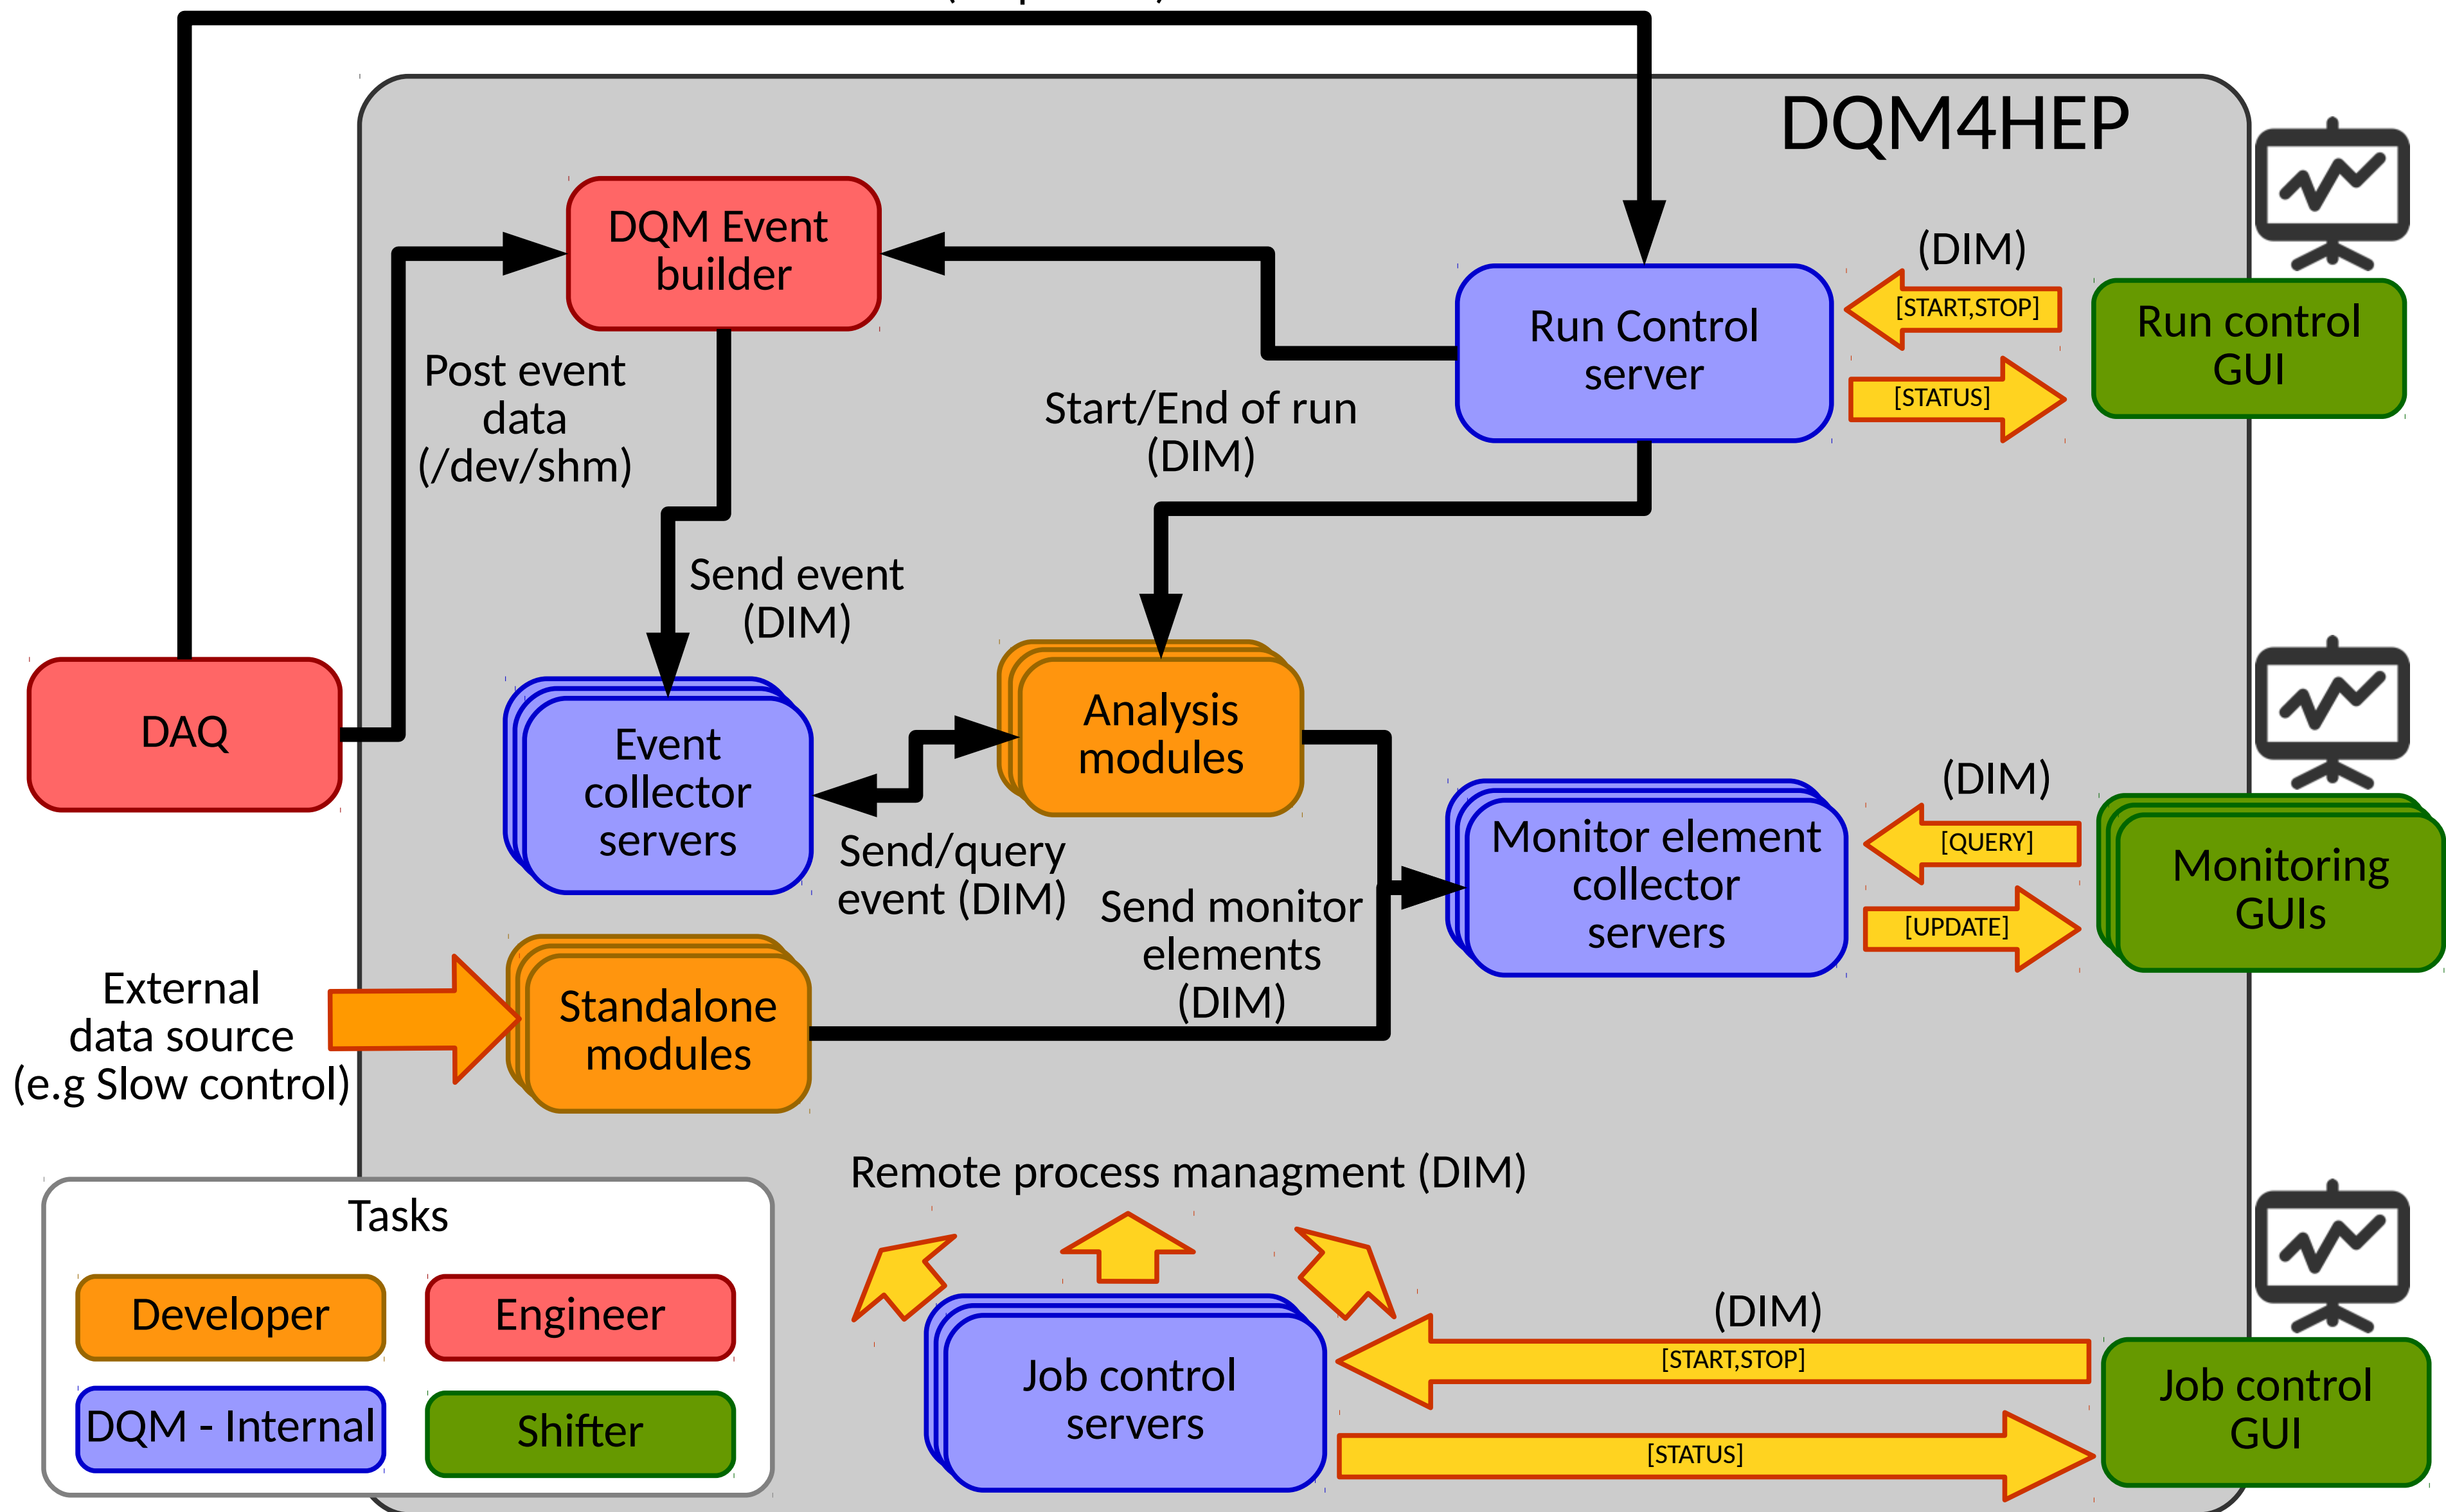 DQM4HEP
DQM Event
builder
(DIM)
[START,STOP]
Run Control
server
Run control
GUI
[STATUS]
Post event
data
(/dev/shm)
Start/End of run
(DIM)
Send event
(DIM)
DAQ
Analysis
modules
Event
collector
servers
(DIM)
Monitor element
collector
servers
[QUERY]
[UPDATE]
Monitoring
GUIs
Send/query
event (DIM)
Send monitor
elements
(DIM)
External
data source
(e.g Slow control)
Standalone
modules
Remote process managment (DIM)
Tasks
Developer
Engineer
DQM - Internal
Shifter
Job control
servers
(DIM)
[START,STOP]
[STATUS]
Job control
GUI